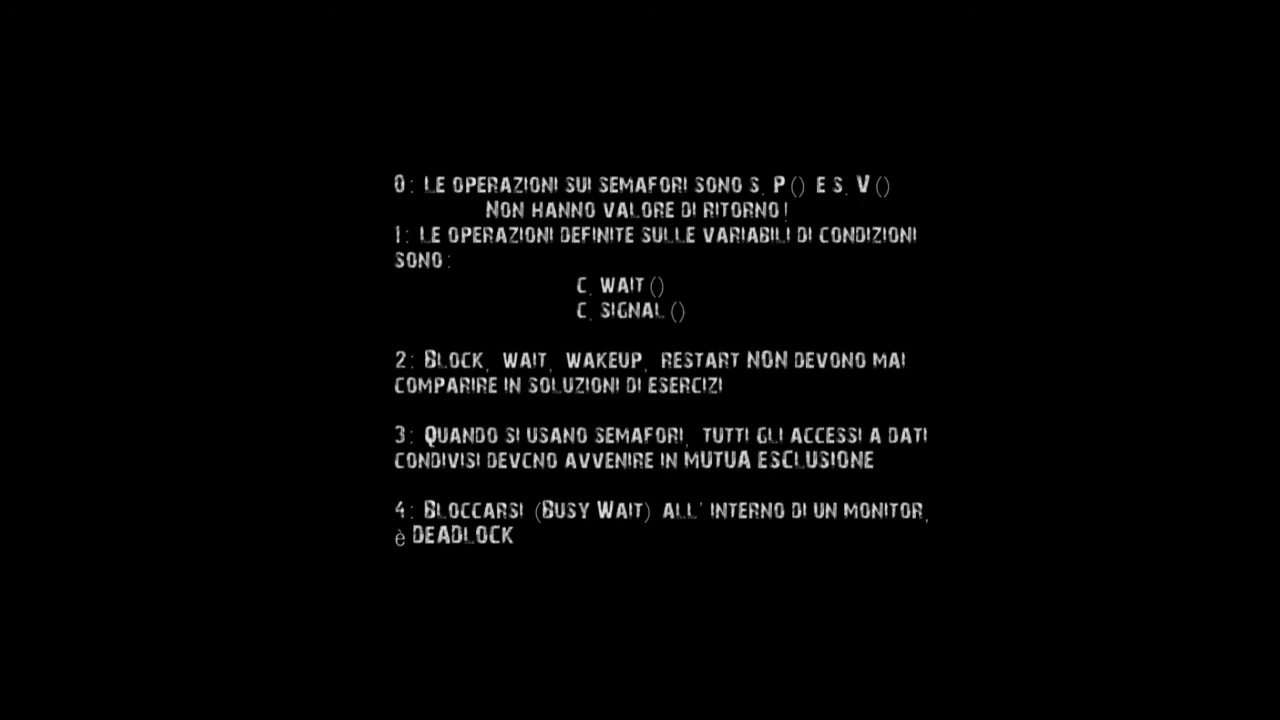 0: LE OPERAZIONI SUI SEMAFORI SONO S. P() E S. V()
NON HANNO VALORE DI RITORNO!
1: LE OPERAZIONI DEFINITE SULLE VARIABILI DI CONDIZIONI
SONO:
C. WAIT()
C. SIGNAL()
2: BLOCK, WAIT, WAKEUP, RESTART NON DEVONO MAI
COMPARIRE IN SOLUZIONI DI ESERCIZI
3: QUANDO SI USANO SEMAFORI, TUTTI GLI ACCESSI A DATI
CONDIVISI DEVONO AVVENIRE IN MUTUA ESCLUSIONE
4: BLOCCARSI (BUSY WAIT) ALL'INTERNO DI UN MONITOR,
è DEADLOCK